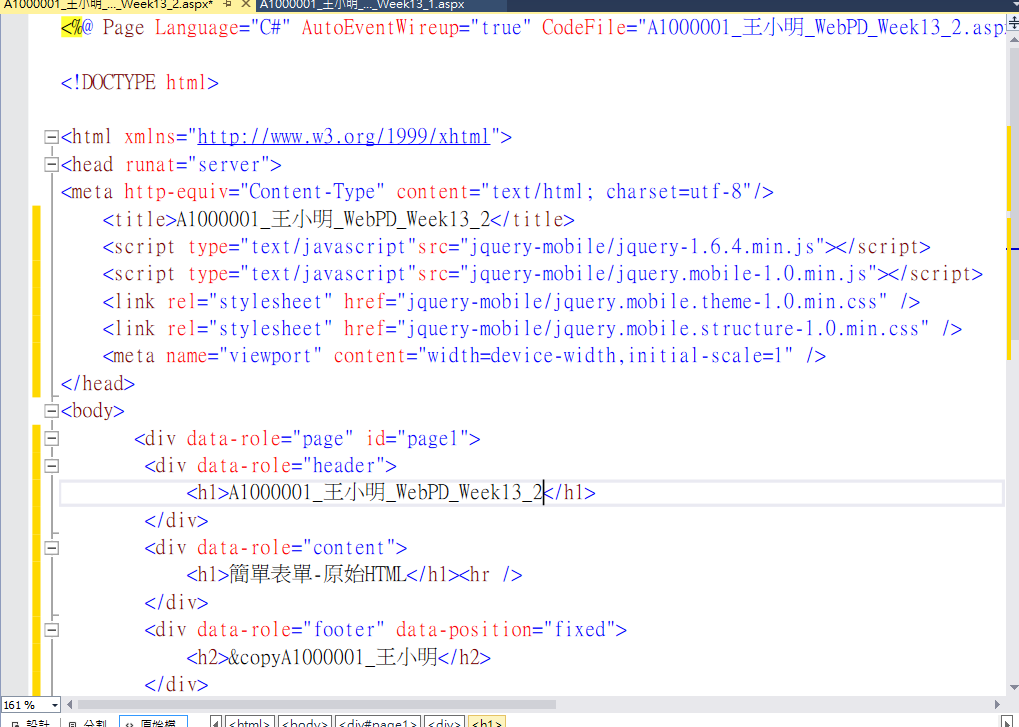 A1000001_王小明_..._Week13_2.aspx* A1000001_王小明_..._Week13_1.aspx
<%@ Page Language="C#" AutoEventWireup="true" CodeFile="A1000001_王小明_WebPD_Week13_2.asp
<!DOCTYPE html>
<html xmlns="http://www.w3.org/1999/xhtml">
<head runat="server">
<meta http-equiv="Content-Type" content="text/html; charset=utf-8"/>
<title>A1000001_王小明_WebPD_Week13_2</title>
<script type="text/javascript"src="jquery-mobile/jquery-1.6.4.min.js"></script>
<script type="text/javascript"src="jquery-mobile/jquery.mobile-1.0.min.js"></script>
<link rel="stylesheet" href="jquery-mobile/jquery.mobile.theme-1.0.min.css" />
<link rel="stylesheet" href="jquery-mobile/jquery.mobile.structure-1.0.min.css" />
<meta name="viewport" content="width=device-width,initial-scale=1" />
</head>
<body>
<div data-role="page" id="page1">
<div data-role="header">
<h1>A1000001_王小明_WebPD_Week13_2</h1>
</div>
<div data-role="content">
<h1>簡單表單-原始HTML</h1><hr />
</div>
<div data-role="footer" data-position="fixed">
<h2>&copyA1000001_王小明</h2>
</div>
161 %
設計 分割 原始檔 <html> <body> <div#page1> <div> <h1>